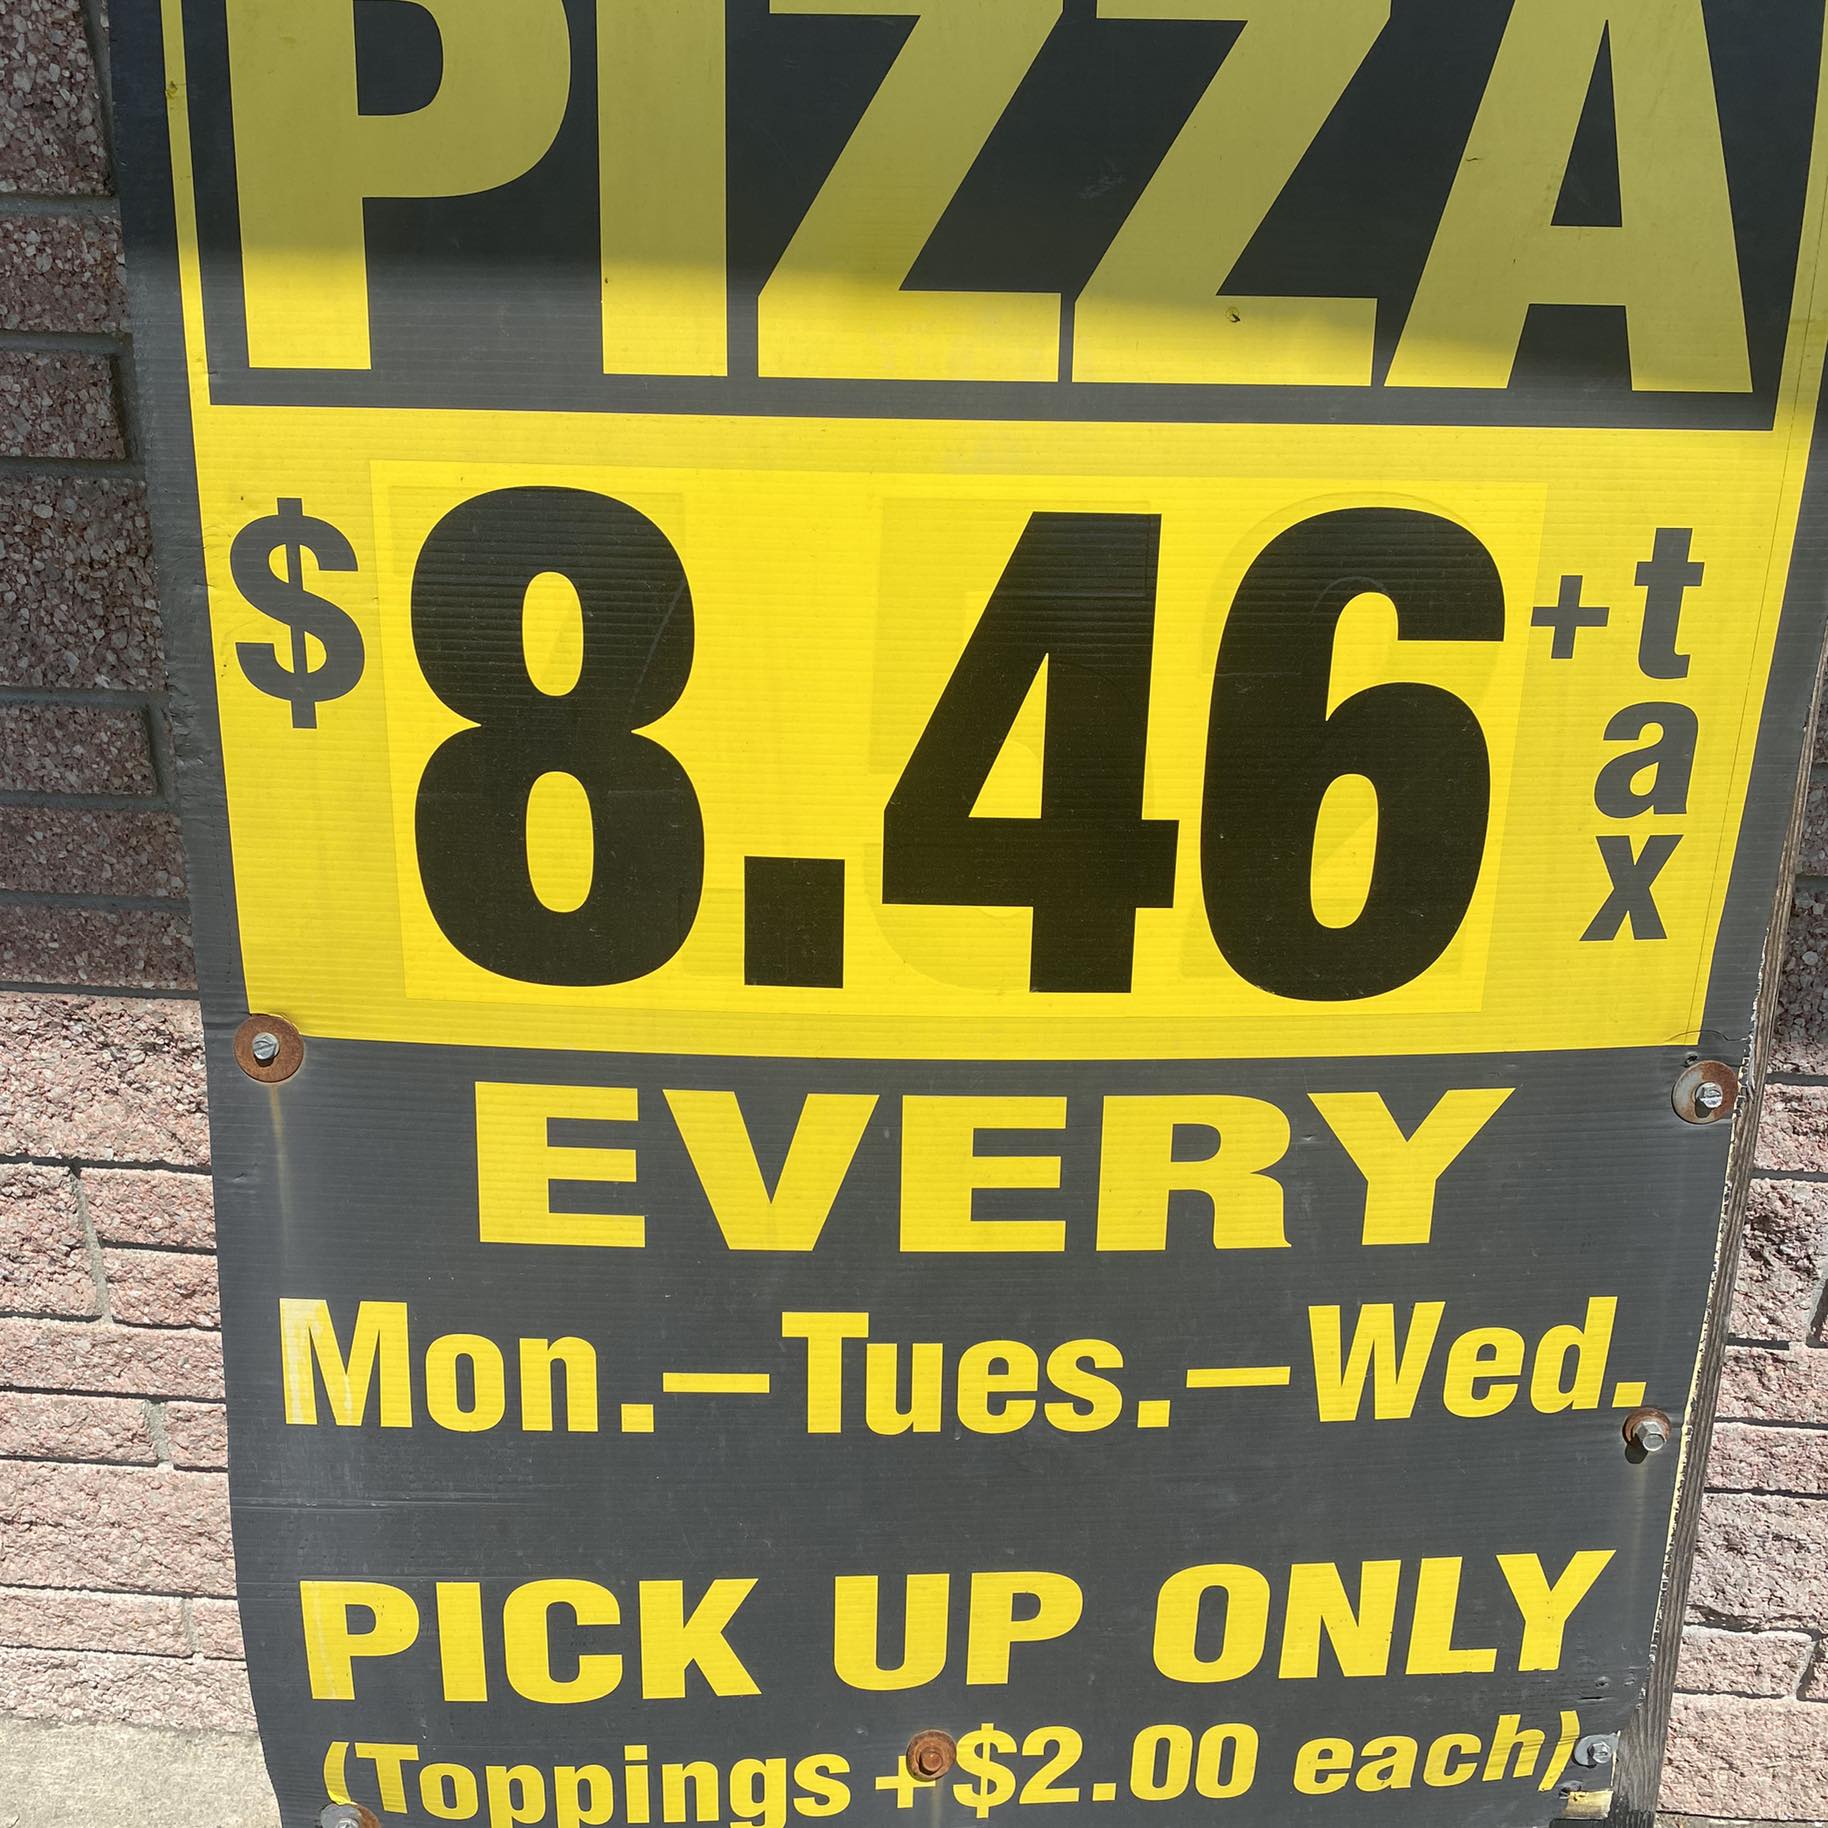 PIZZA
$8.46 +tax
EVERY
Mon.–Tues.–Wed.
PICK UP ONLY
(Toppings +$2.00 each)